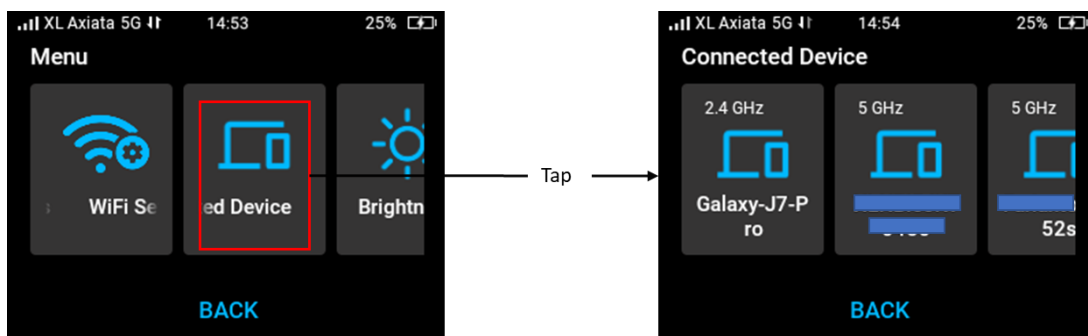 XL Axiata 5G 14:53 25%
Menu
WiFi Se
ed Device
Brightn
BACK
Tap
XL Axiata 5G 14:54 25%
Connected Device
2.4 GHz
Galaxy-J7-P
ro
5 GHz
5 GHz
52s
BACK